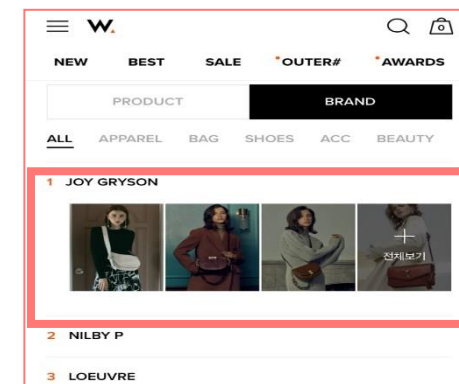 W.
0
NEW BEST SALE OUTER# AWARDS
PRODUCT BRAND
ALL APPAREL BAG SHOES ACC BEAUTY
1 JOY GRYSON
전체보기
2 NILBY P
3 LOEUVRE